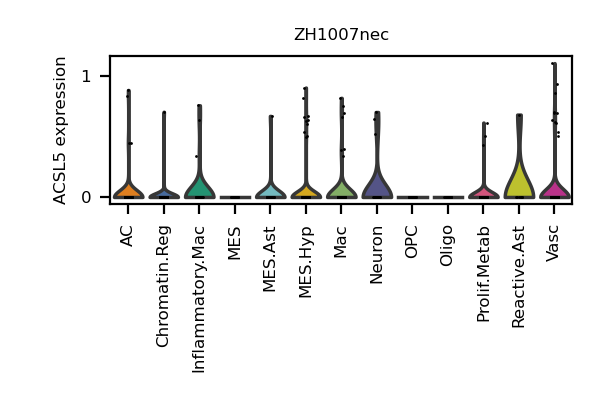 ZH1007nec
ACSL5 expression
1
0
AC
Chromatin.Reg
Inflammatory.Mac
MES
MES.Ast
MES.Hyp
Mac
Neuron
OPC
Oligo
Prolif.Metab
Reactive.Ast
Vasc